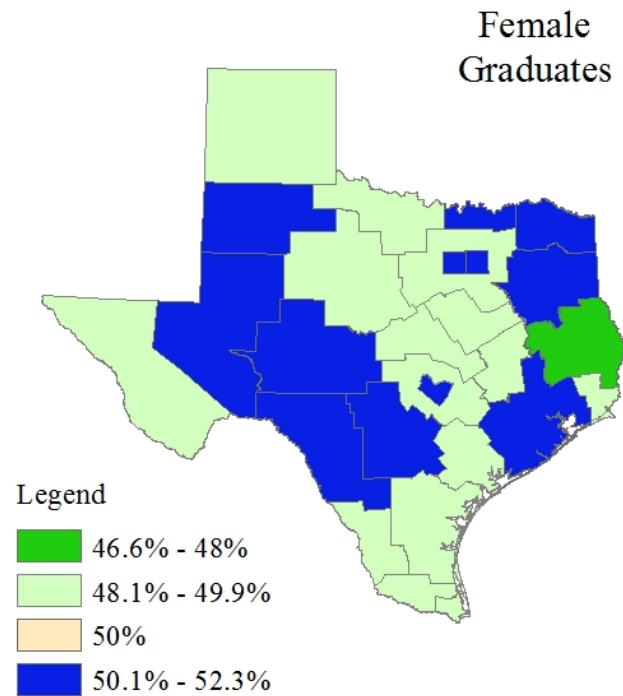 Female
Graduates
Legend
46.6% - 48%
48.1% - 49.9%
50%
50.1% - 52.3%